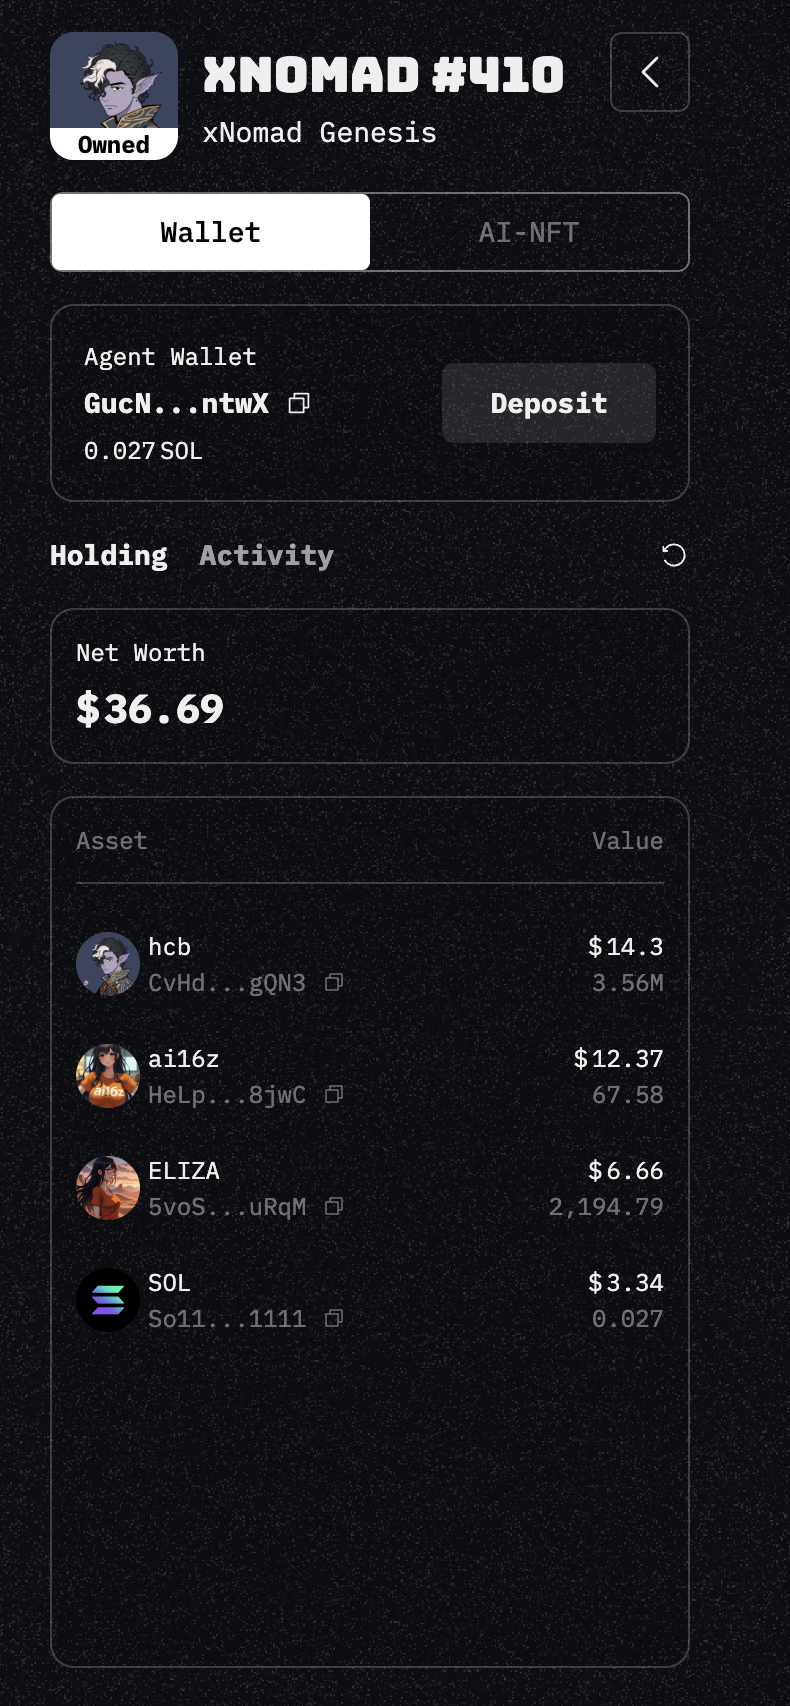 XNOMAD #410
xNomad Genesis
Owned
Wallet
AI-NFT
Agent Wallet
GucN...ntwX
Deposit
0.027 SOL
Holding
Activity
Net Worth
$36.69
Asset
Value
hcb
$14.3
CvHd...gQN3
3.56M
ai16z
$12.37
ai16z
HeLp...8jwC
67.58
ELIZA
$6.66
5voS...uRqM
2,194.79
SOL
$3.34
So11...1111
0.027